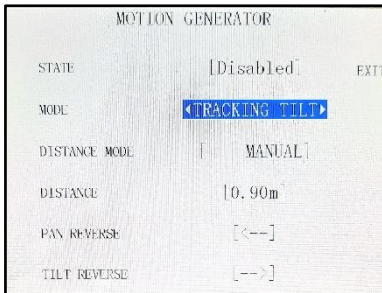 MOTION GENERATOR
STATE [Disabled] EXIT
MODE ◂TRACKING TILT▸
DISTANCE MODE [ MANUAL]
DISTANCE [0.90m]
PAN REVERSE [<--]
TILT REVERSE [-->]